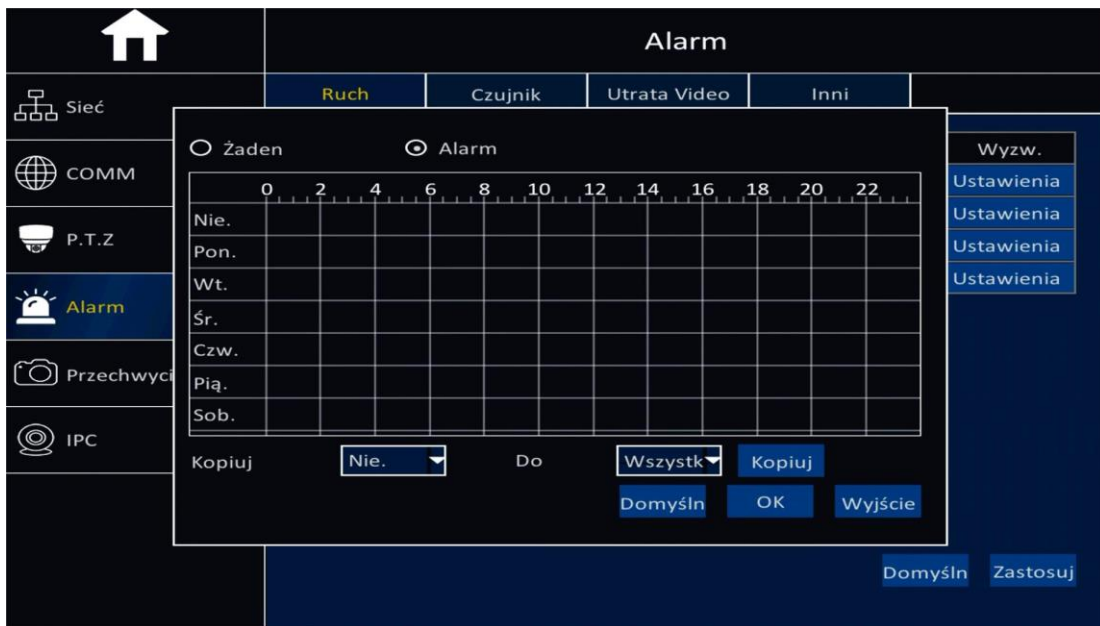 Alarm
Sieć
COMM
P.T.Z
Alarm
Przechwyci
IPC
Ruch Czujnik Utrata Video Inni
Żaden Alarm
0 2 4 6 8 10 12 14 16 18 20 22
Nie.
Pon.
Wt.
Śr.
Czw.
Pią.
Sob.
Kopiuj Nie. Do Wszystk Kopiuj
Domyśln OK Wyjście
Wyzw.
Ustawienia
Ustawienia
Ustawienia
Ustawienia
Domyśln Zastosuj